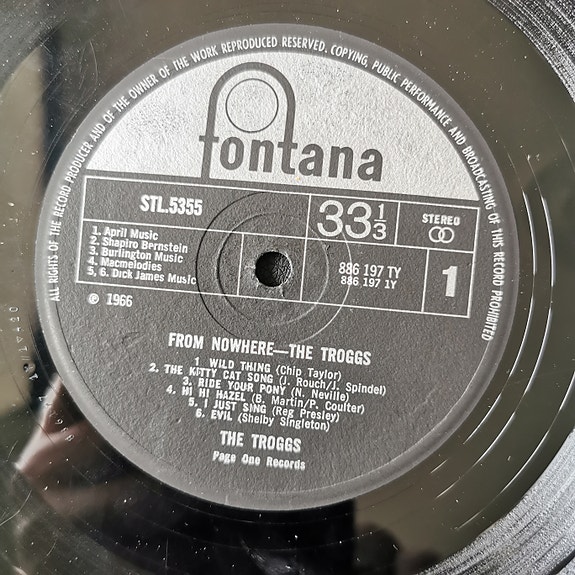 ALL RIGHTS OF THE RECORD PRODUCER AND OF THE OWNER OF THE WORK REPRODUCED RESERVED. COPYING, PUBLIC PERFORMANCE AND BROADCASTING OF THIS RECORD PROHIBITED
fontana
STL.5355
33 1/3
STEREO
1. April Music
2. Shapiro Bernstein
3. Burlington Music
4. Macmelodies
5, 6. Dick James Music
886 197 TY
886 197 1Y
1
℗ 1966
FROM NOWHERE—THE TROGGS
1 WILD THING (Chip Taylor)
2. THE KITTY CAT SONG (J. Rouch/J. Spindel)
3. RIDE YOUR PONY (N. Neville)
4. HI HI HAZEL (B. Martin/P. Coulter)
5. I JUST SING (Reg Presley)
6. EVIL (Shelby Singleton)
THE TROGGS
Page One Records